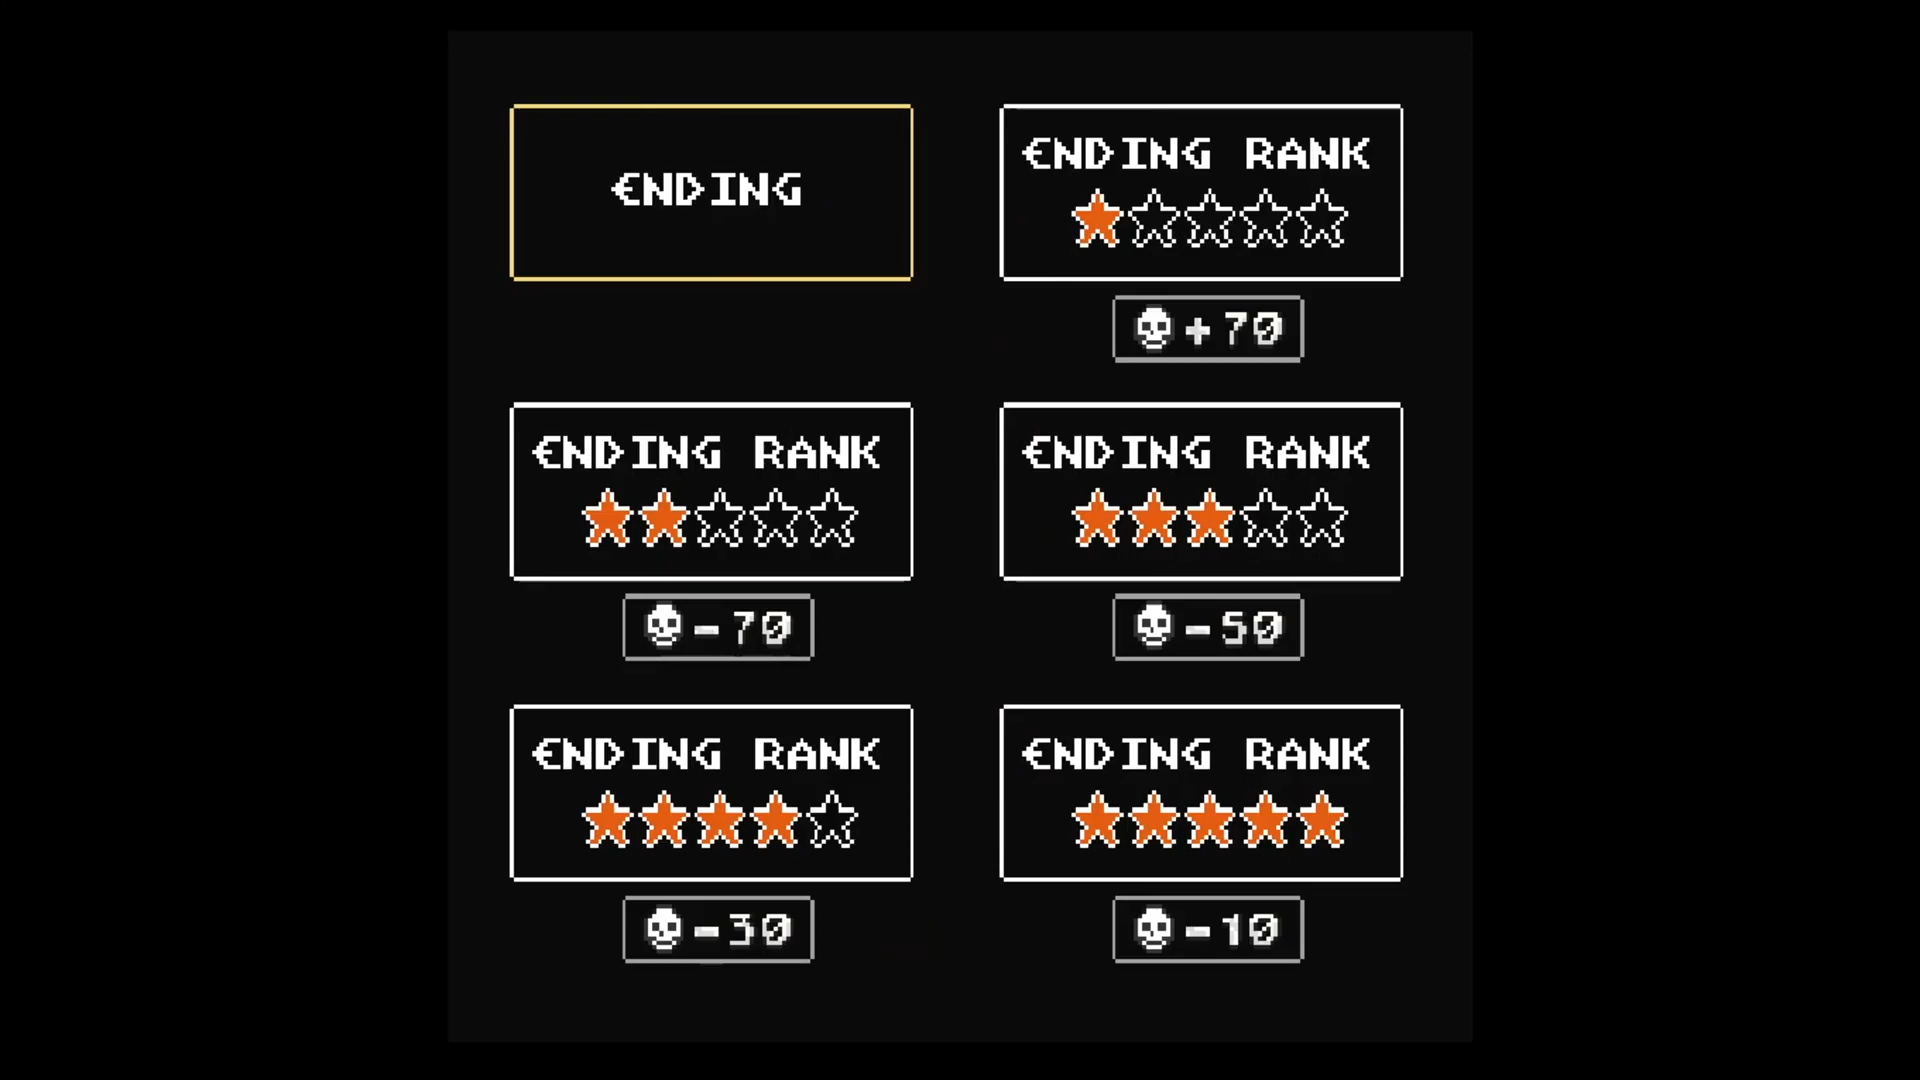 ENDING
ENDING RANK
+70
ENDING RANK
-70
ENDING RANK
-50
ENDING RANK
-30
ENDING RANK
-10